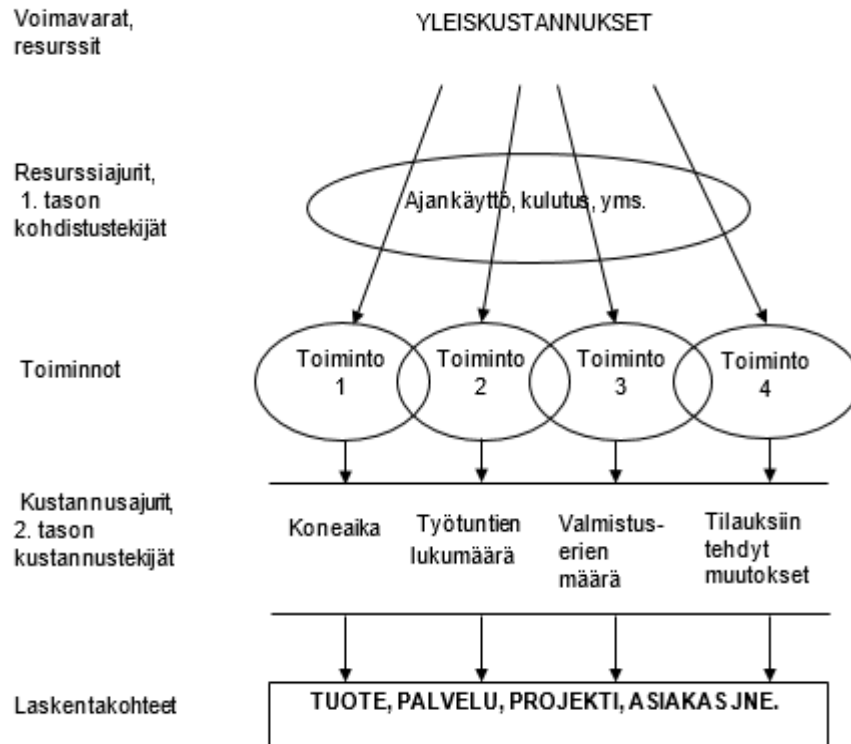 Voimavarat,
resurssit
YLEISKUSTANNUKSET
Resurssiajurit,
1. tason
kohdistustekijät
Ajankäyttö, kulutus, yms.
Toiminnot
Toiminto
1
Toiminto
2
Toiminto
3
Toiminto
4
Kustannusajurit,
2. tason
kustannustekijät
Koneaika
Työtuntien
lukumäärä
Valmistus-
erien
määrä
Tilauksiin
tehdyt
muutokset
Laskentakohteet
TUOTE, PALVELU, PROJEKTI, ASIAKAS JNE.